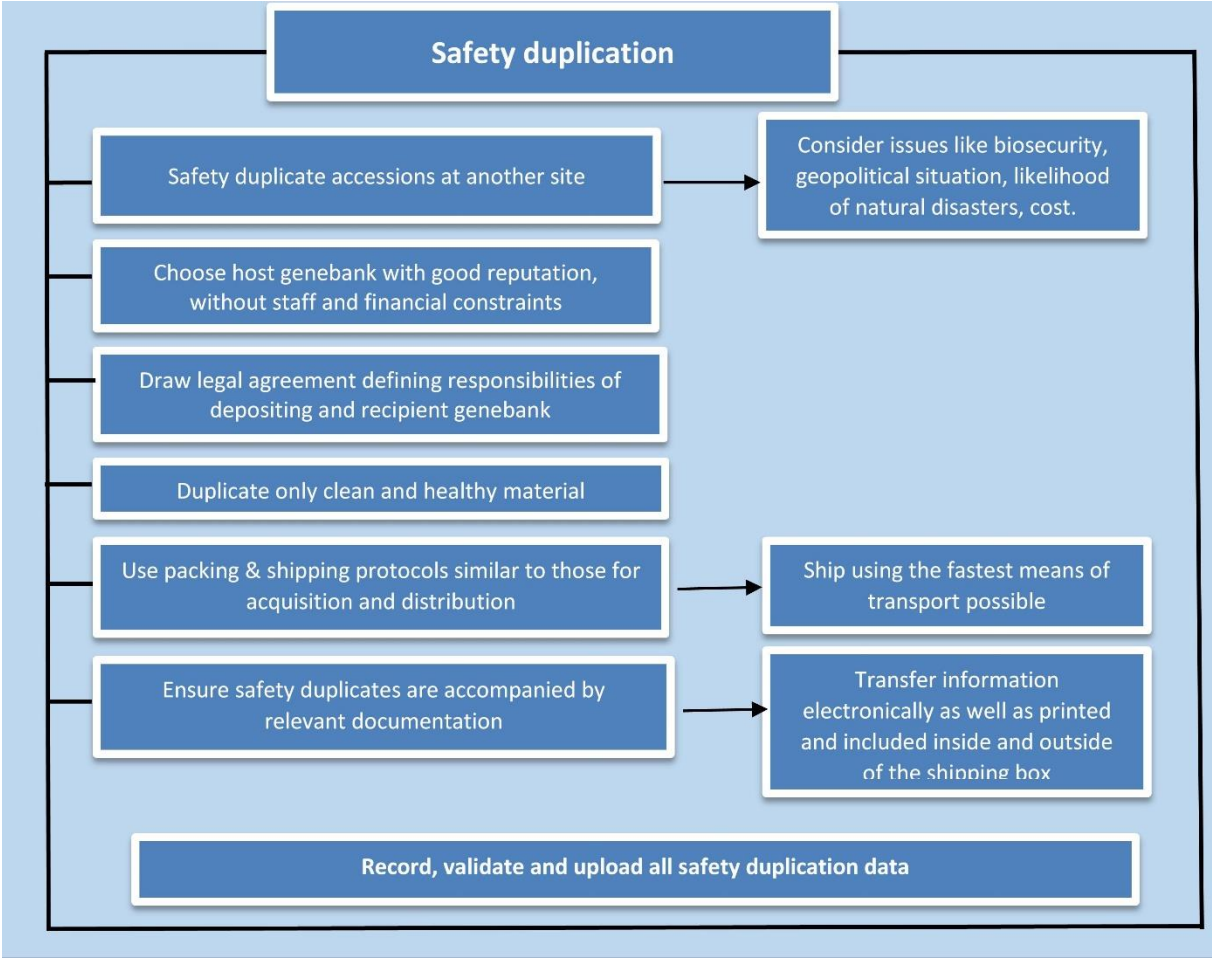 Safety duplication
Safety duplicate accessions at another site
Consider issues like biosecurity,
geopolitical situation, likelihood
of natural disasters, cost.
Choose host genebank with good reputation,
without staff and financial constraints
Draw legal agreement defining responsibilities of
depositing and recipient genebank
Duplicate only clean and healthy material
Use packing & shipping protocols similar to those for
acquisition and distribution
Ship using the fastest means of
transport possible
Ensure safety duplicates are accompanied by
relevant documentation
Transfer information
electronically as well as printed
and included inside and outside
of the shipping box
Record, validate and upload all safety duplication data